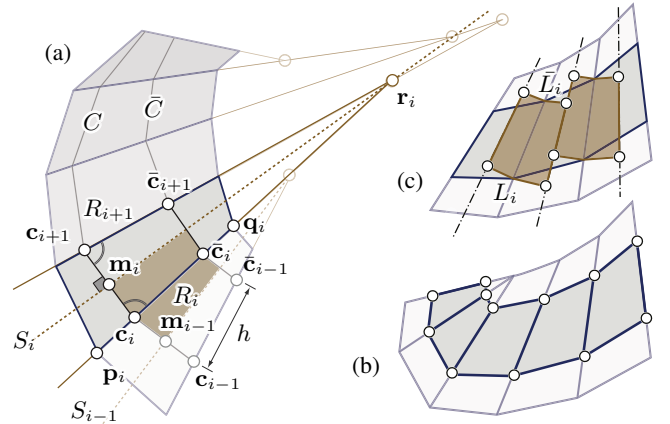 (a)
C
C̄
r_i
L̄_i
(c)
L_i
c̄_{i+1}
R_{i+1}
c_{i+1}
q_i
m_i
c̄_i
c̄_{i−1}
R_i
S_i
c_i
m_{i−1}
h
p_i
c_{i−1}
(b)
S_{i−1}